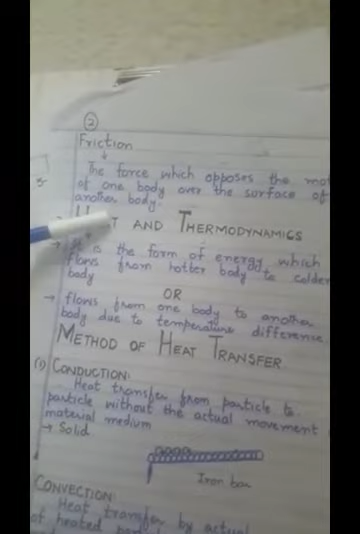 ②
Friction
↓
The force which opposes the
of one body over the surface of
another body.
AND THERMODYNAMICS
→ It is the form of energy which
flows from hotter body to colder
body
OR
→ flows from one body to another
body due to temperature difference.
METHOD OF HEAT TRANSFER
(1) CONDUCTION:
Heat transfer from particle to
particle without the actual movement
material medium
→ Solid
Iron bar
CONVECTION:
Heat transfer by actual
of heated